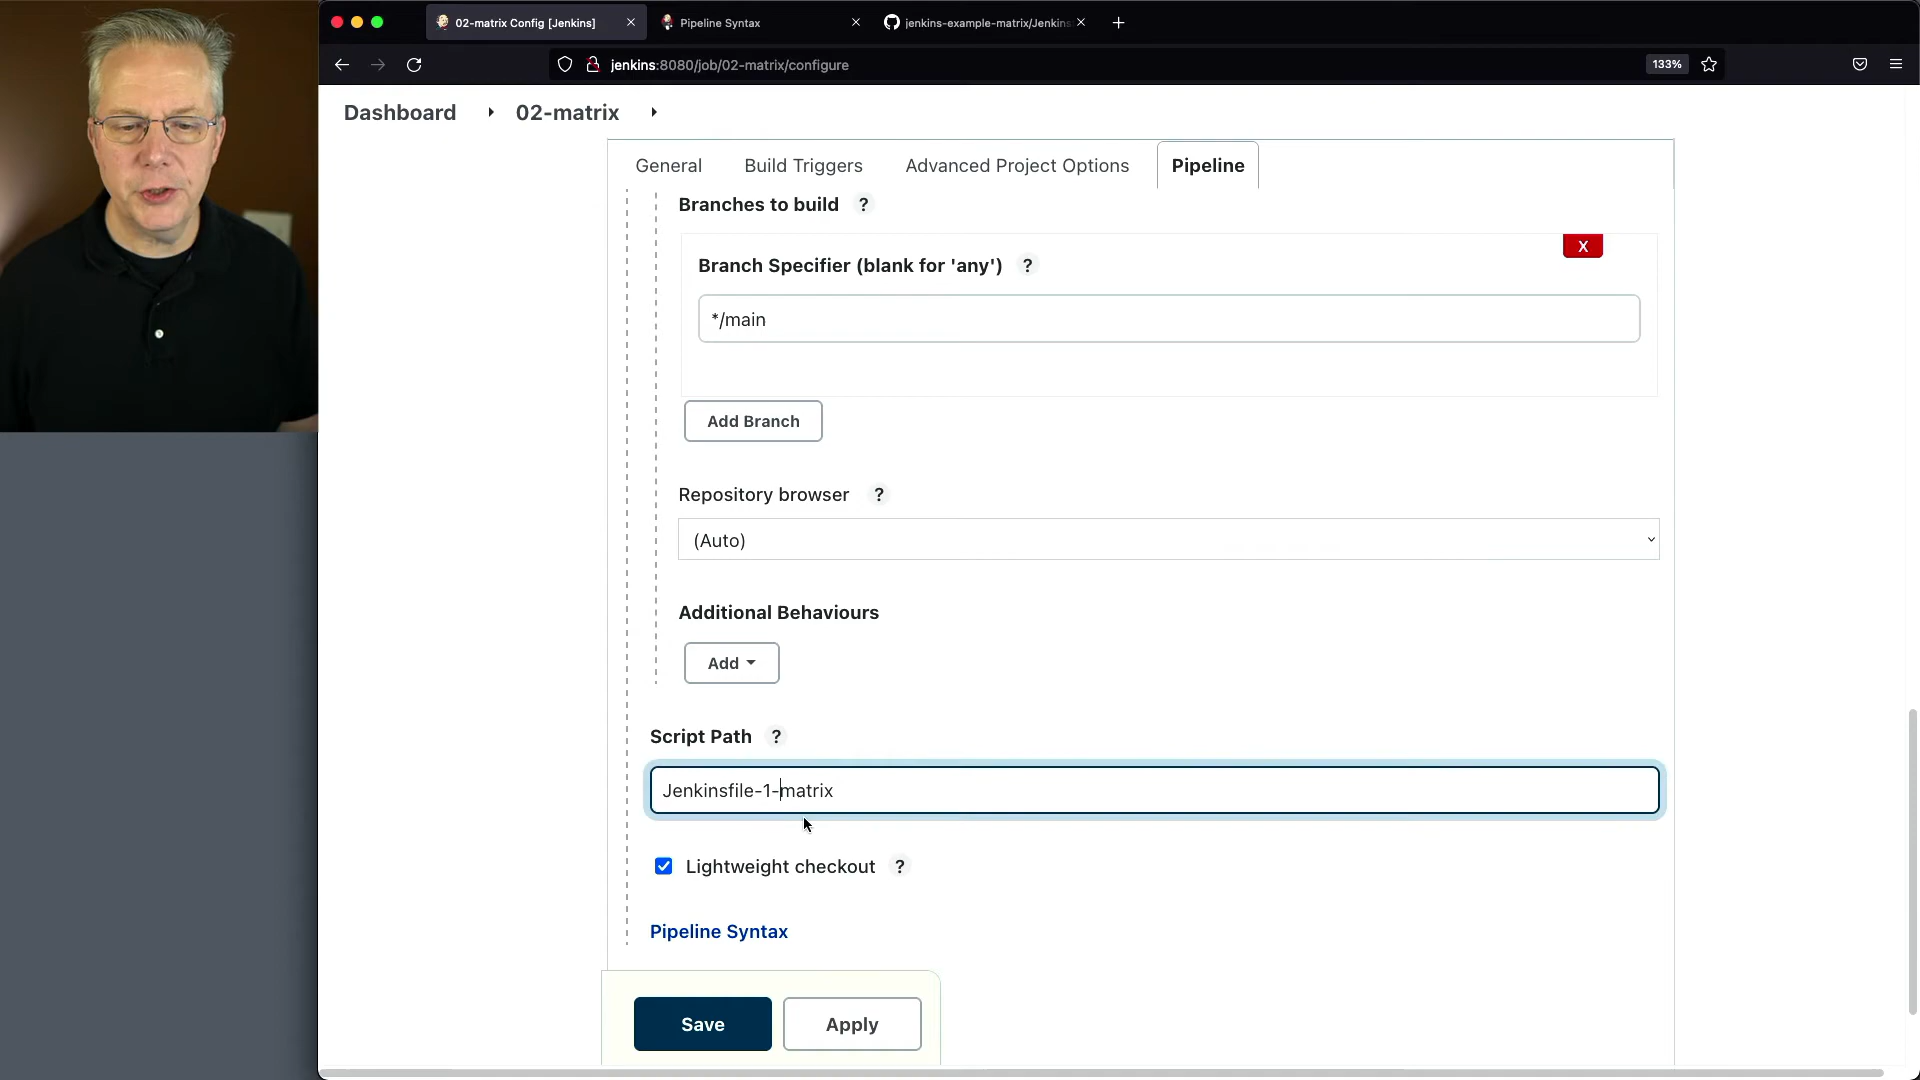 02-matrix Config [Jenkins]
Pipeline Syntax
jenkins-example-matrix/Jenkins
jenkins:8080/job/02-matrix/configure
133%
Dashboard
02-matrix
General
Build Triggers
Advanced Project Options
Pipeline
Branches to build ?
X
Branch Specifier (blank for 'any') ?
*/main
Add Branch
Repository browser ?
(Auto)
Additional Behaviours
Add
Script Path ?
Jenkinsfile-1-matrix
Lightweight checkout ?
Pipeline Syntax
Save
Apply